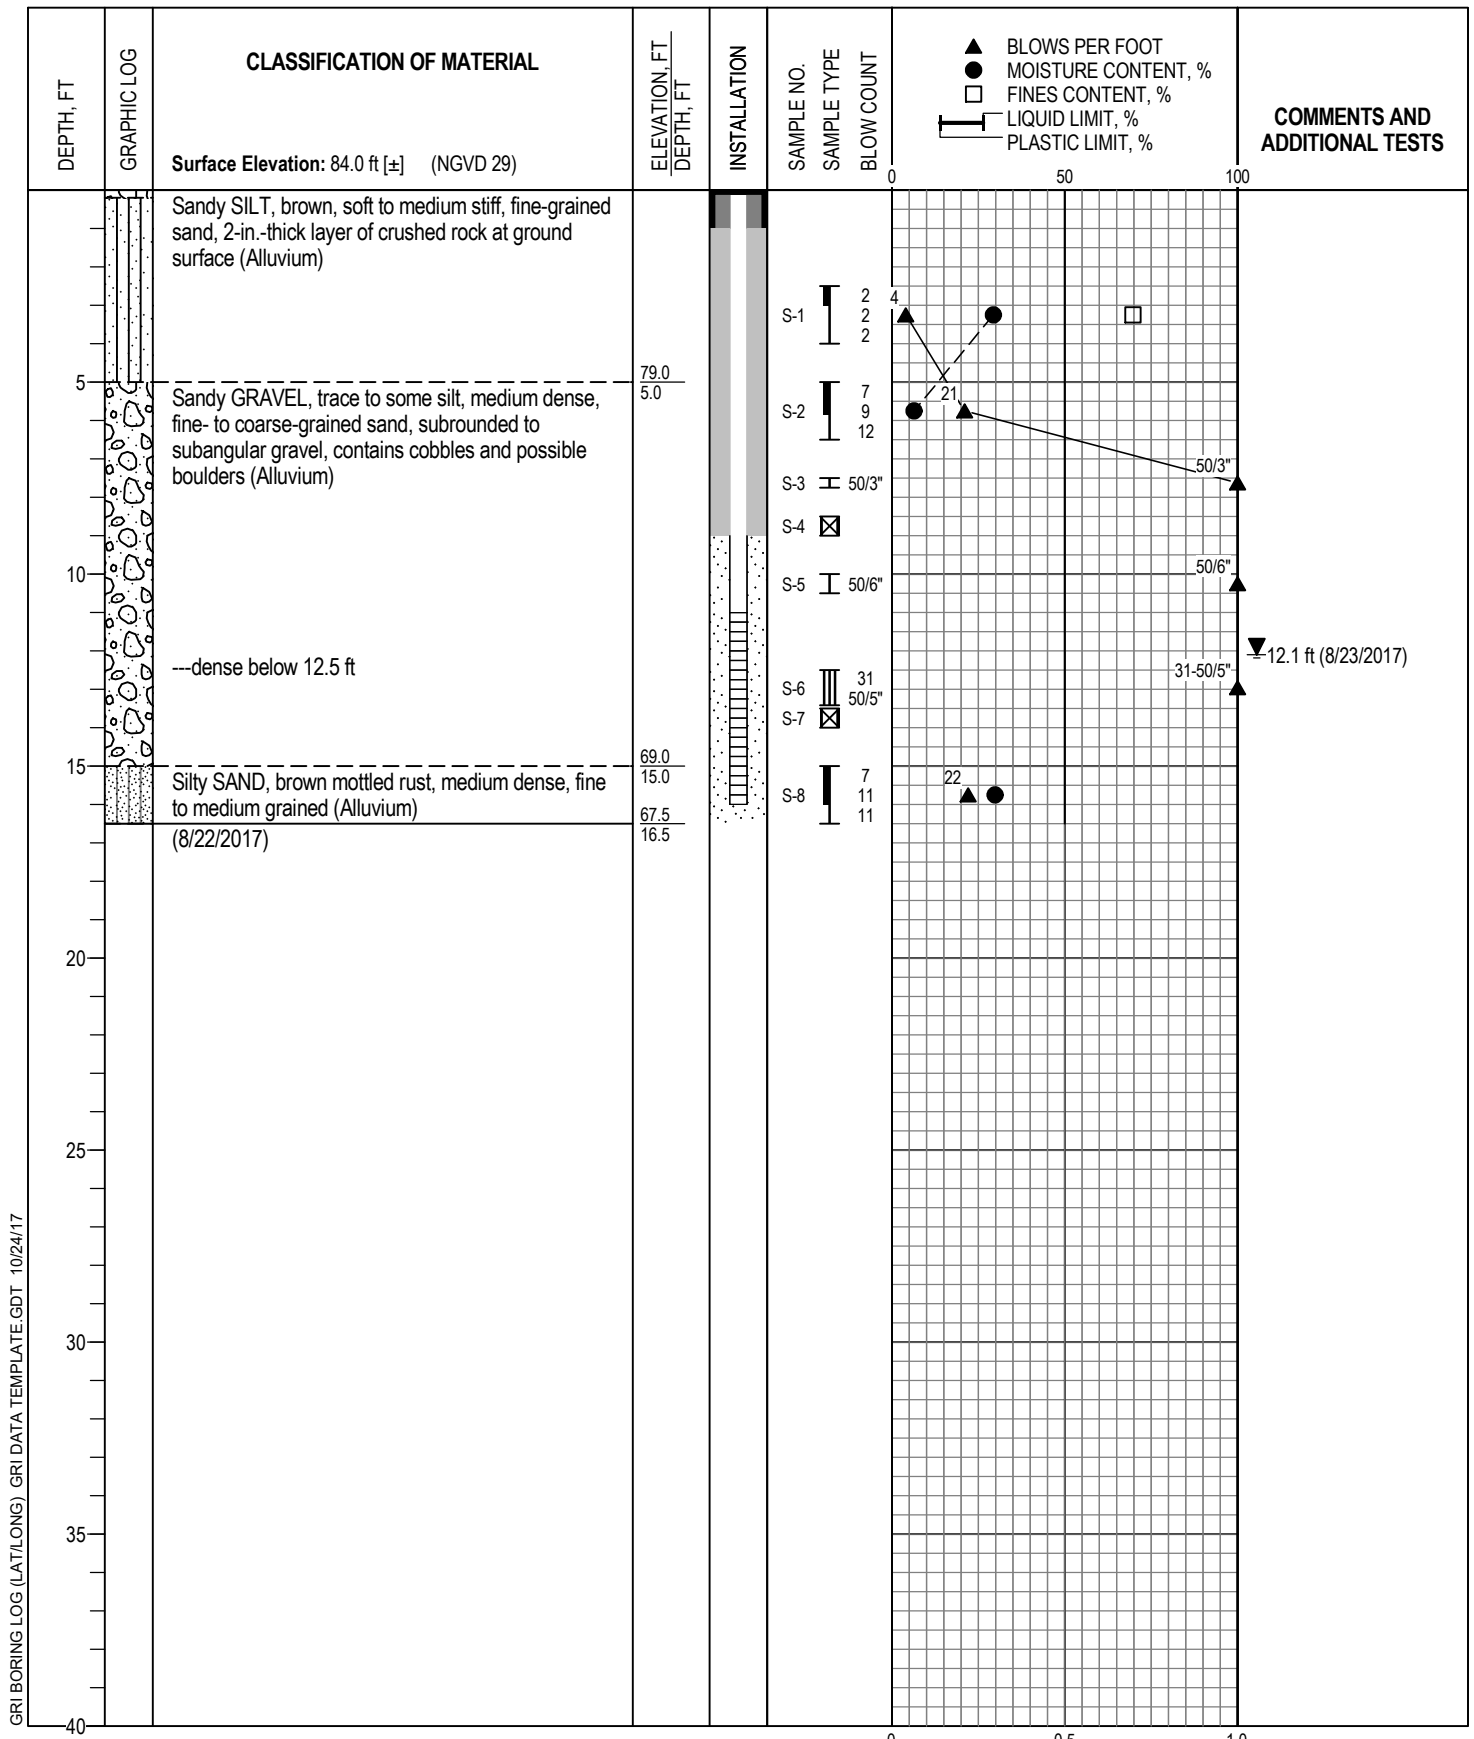 DEPTH, FT
GRAPHIC LOG
CLASSIFICATION OF MATERIAL
Surface Elevation: 84.0 ft [±] (NGVD 29)
ELEVATION, FT
DEPTH, FT
INSTALLATION
SAMPLE NO.
SAMPLE TYPE
BLOW COUNT
BLOWS PER FOOT
MOISTURE CONTENT, %
FINES CONTENT, %
LIQUID LIMIT, %
PLASTIC LIMIT, %
0 50 100
COMMENTS AND
ADDITIONAL TESTS
Sandy SILT, brown, soft to medium stiff, fine-grained
sand, 2-in.-thick layer of crushed rock at ground
surface (Alluvium)
S-1
2
2
2
4
5
79.0
5.0
Sandy GRAVEL, trace to some silt, medium dense,
fine- to coarse-grained sand, subrounded to
subangular gravel, contains cobbles and possible
boulders (Alluvium)
S-2
7
9
12
21
S-3 50/3"
50/3"
S-4
10
S-5 50/6"
50/6"
12.1 ft (8/23/2017)
---dense below 12.5 ft
S-6
31
50/5"
31-50/5"
S-7
15
69.0
15.0
Silty SAND, brown mottled rust, medium dense, fine
to medium grained (Alluvium)
S-8
7
11
11
22
67.5
16.5
(8/22/2017)
20
25
30
35
40
0 0.5 1.0
GRI BORING LOG (LAT/LONG) GRI DATA TEMPLATE.GDT 10/24/17